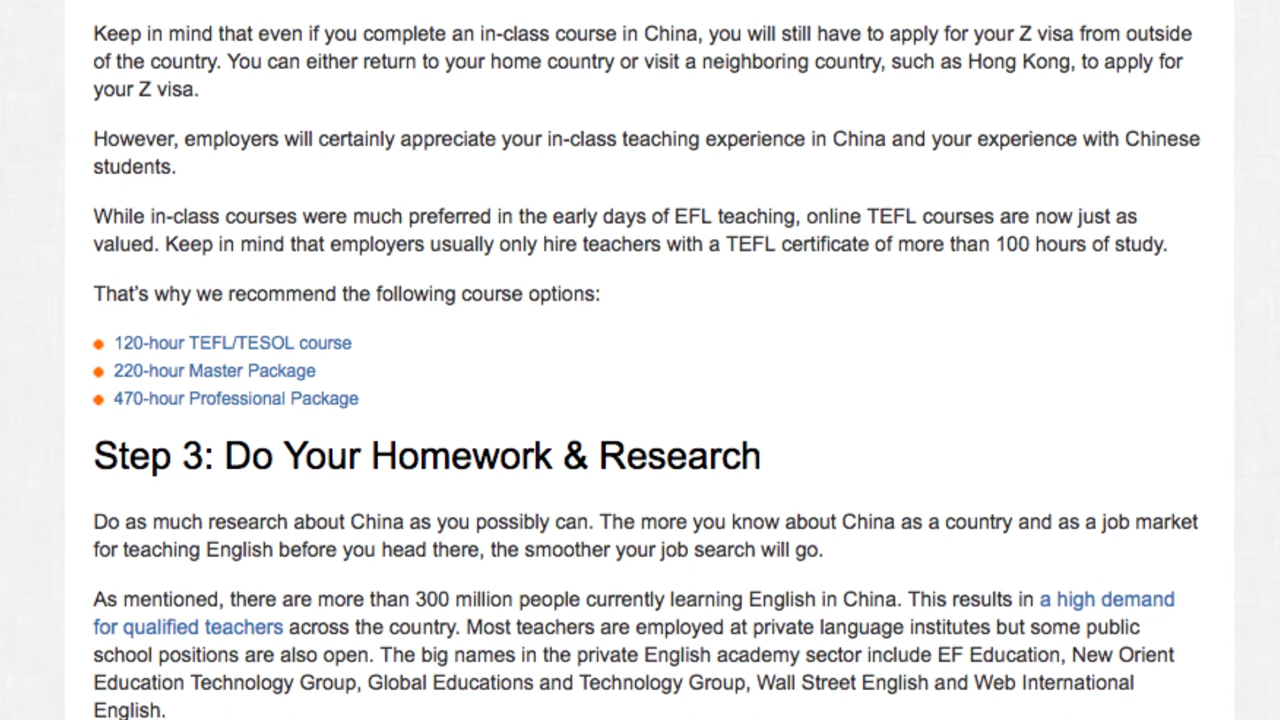 Keep in mind that even if you complete an in-class course in China, you will still have to apply for your Z visa from outside
of the country. You can either return to your home country or visit a neighboring country, such as Hong Kong, to apply for
your Z visa.
However, employers will certainly appreciate your in-class teaching experience in China and your experience with Chinese
students.
While in-class courses were much preferred in the early days of EFL teaching, online TEFL courses are now just as
valued. Keep in mind that employers usually only hire teachers with a TEFL certificate of more than 100 hours of study.
That's why we recommend the following course options:
120-hour TEFL/TESOL course
220-hour Master Package
470-hour Professional Package
Step 3: Do Your Homework & Research
Do as much research about China as you possibly can. The more you know about China as a country and as a job market
for teaching English before you head there, the smoother your job search will go.
As mentioned, there are more than 300 million people currently learning English in China. This results in a high demand
for qualified teachers across the country. Most teachers are employed at private language institutes but some public
school positions are also open. The big names in the private English academy sector include EF Education, New Orient
Education Technology Group, Global Educations and Technology Group, Wall Street English and Web International
English.